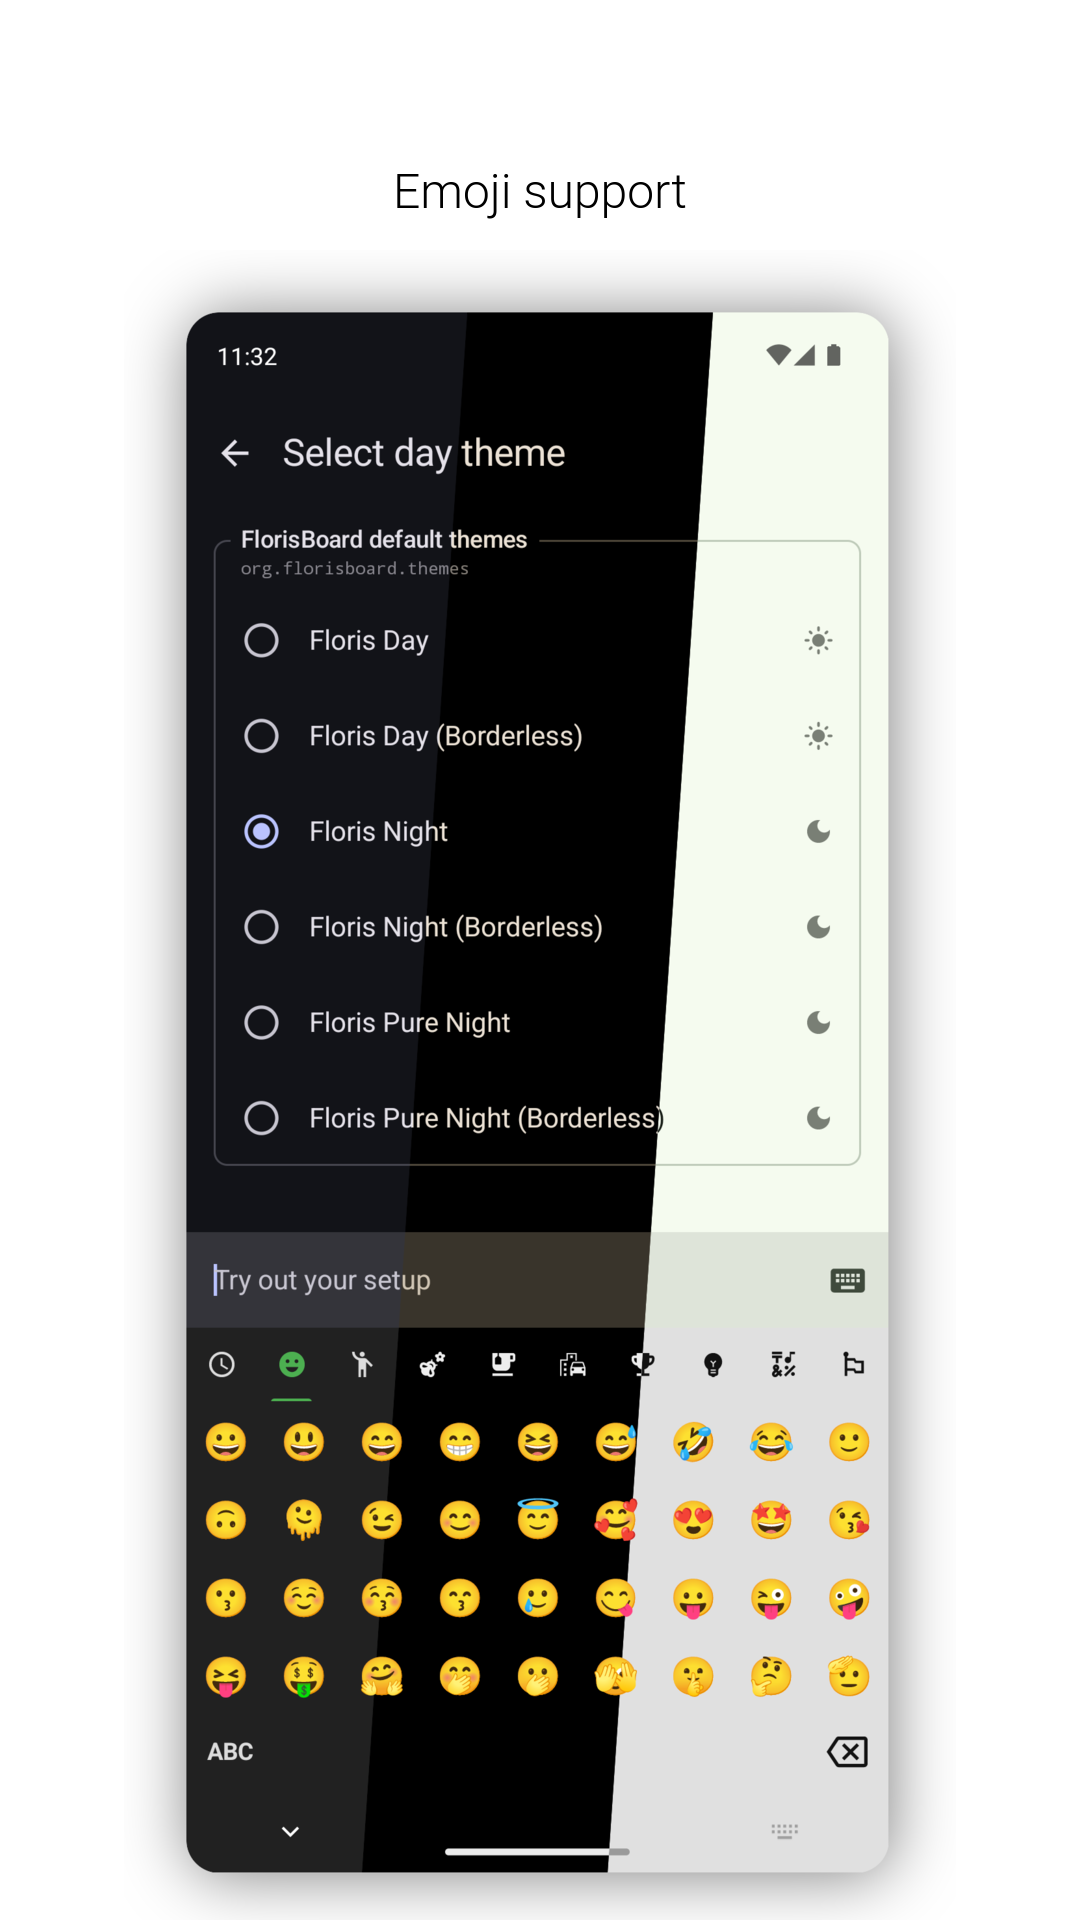 Emoji support
11:32
Select day theme
FlorisBoard default themes
org.florisboard.themes
Floris Day
Floris Day (Borderless)
Floris Night
Floris Night (Borderless)
Floris Pure Night
Floris Pure Night (Borderless)
Try out your setup
ABC